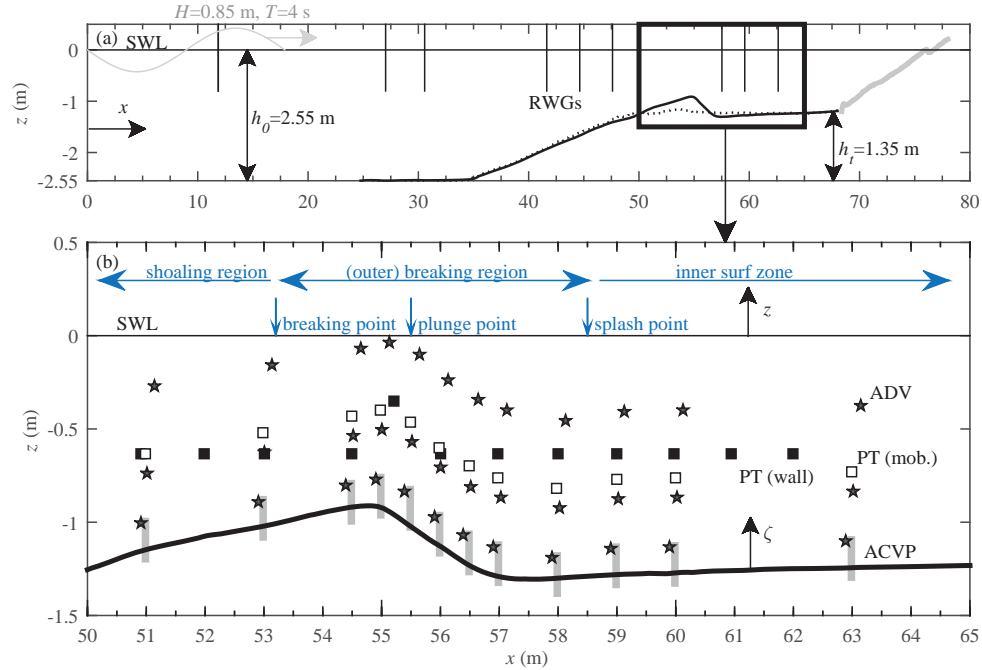 H=0.85 m, T=4 s
(a)
SWL
0
-1
-2
-2.55
z (m)
x
h₀=2.55 m
RWGs
hₜ=1.35 m
0 10 20 30 40 50 60 70 80
(b)
shoaling region
(outer) breaking region
inner surf zone
breaking point
plunge point
splash point
SWL
z
ADV
PT (mob.)
PT (wall)
ζ
ACVP
0.5
0
-0.5
-1
-1.5
z (m)
50 51 52 53 54 55 56 57 58 59 60 61 62 63 64 65
x (m)